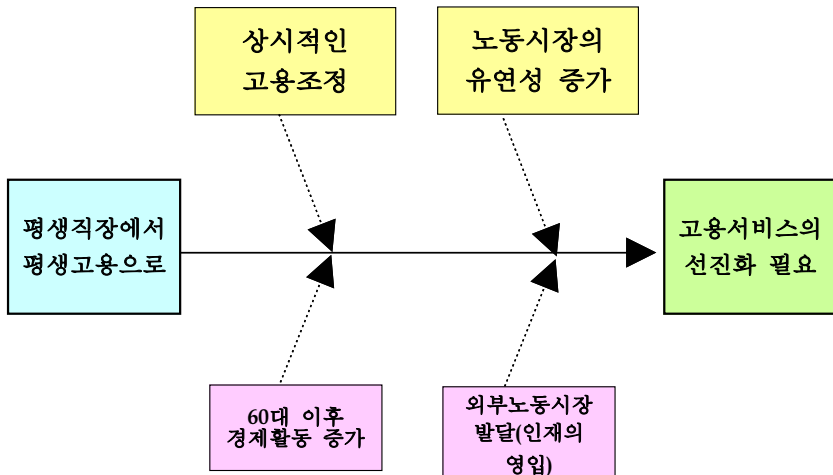 상시적인
고용조정
노동시장의
유연성 증가
평생직장에서
평생고용으로
고용서비스의
선진화 필요
60대 이후
경제활동 증가
외부노동시장
발달(인재의
영입)